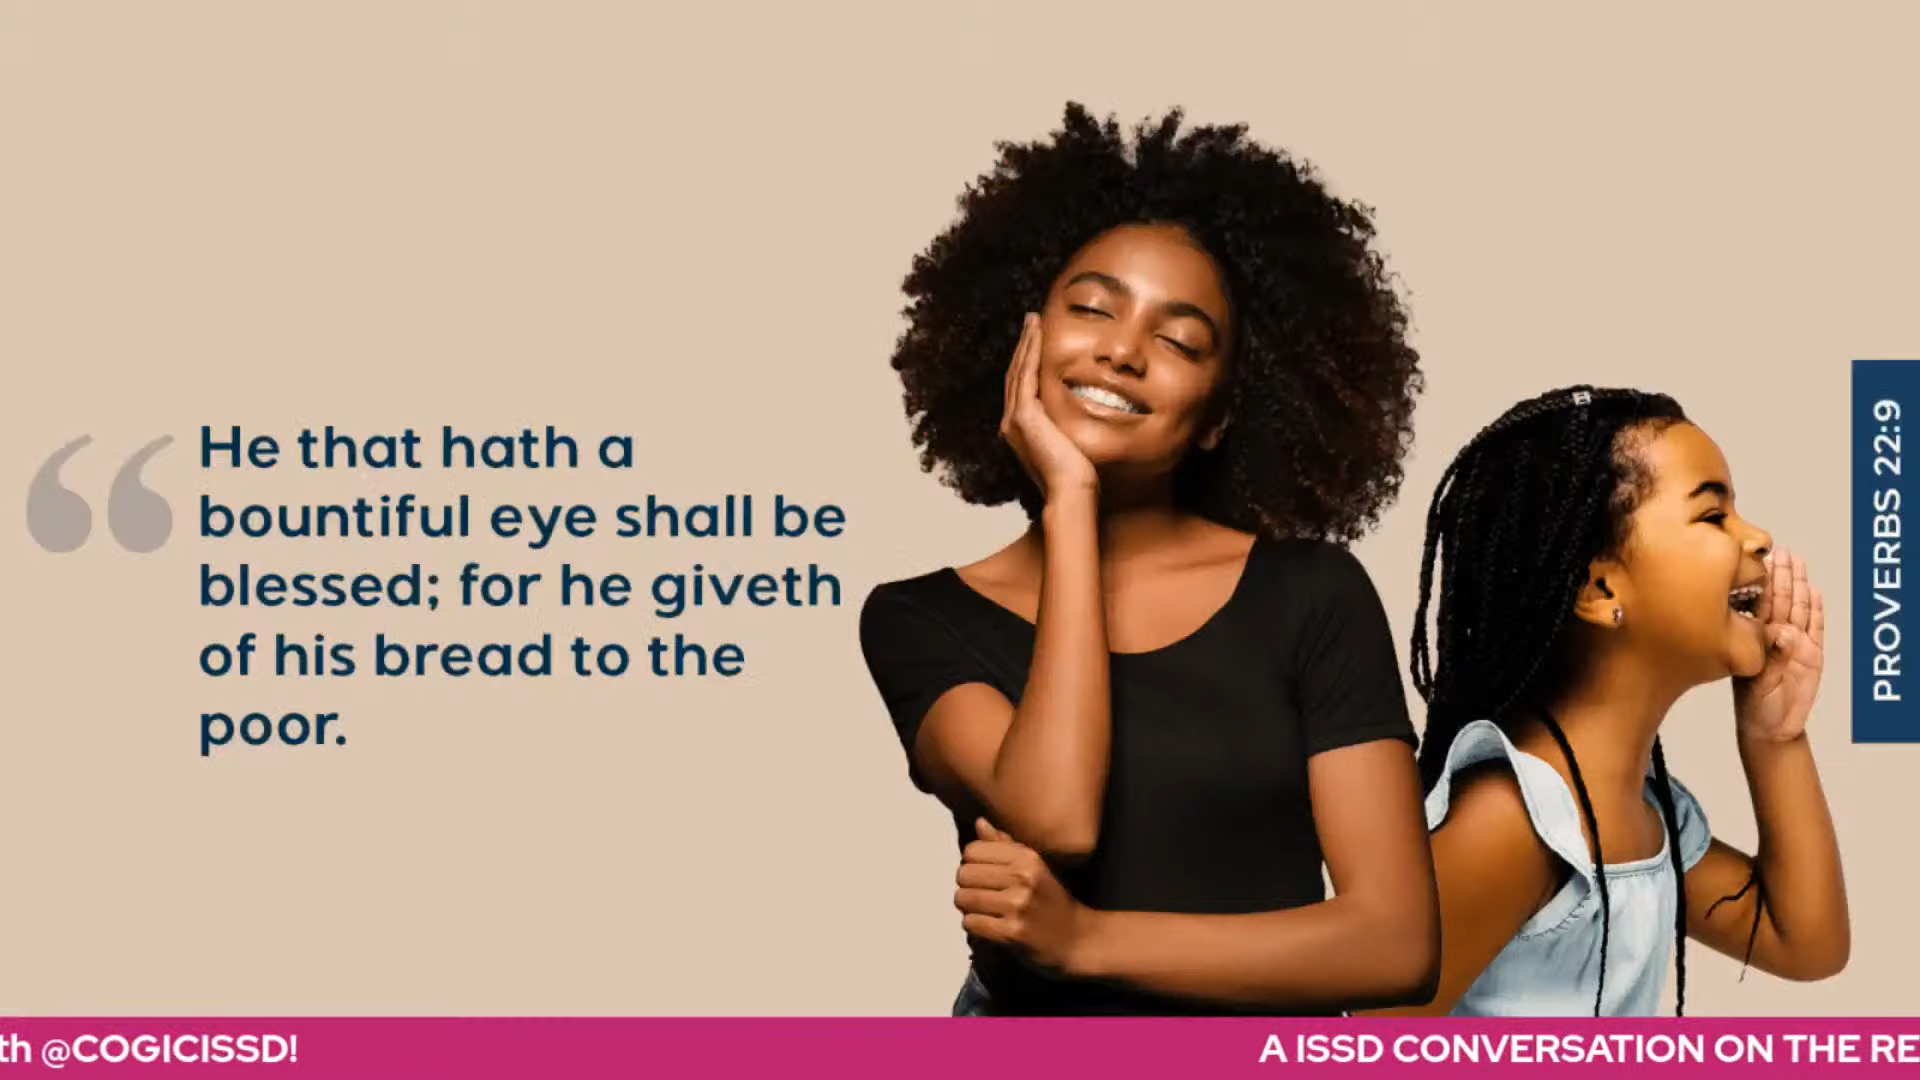 He that hath a
bountiful eye shall be
blessed; for he giveth
of his bread to the
poor.
PROVERBS 22:9
th @COGICISSD!
A ISSD CONVERSATION ON THE RE